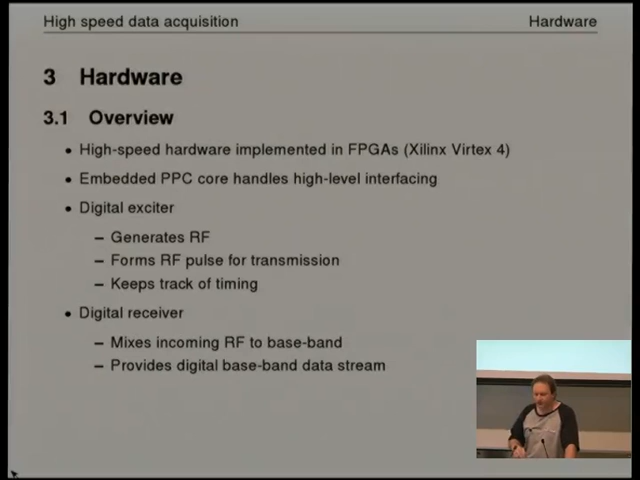 High speed data acquisition Hardware
3 Hardware
3.1 Overview
• High-speed hardware implemented in FPGAs (Xilinx Virtex 4)
• Embedded PPC core handles high-level interfacing
• Digital exciter
– Generates RF
– Forms RF pulse for transmission
– Keeps track of timing
• Digital receiver
– Mixes incoming RF to base-band
– Provides digital base-band data stream